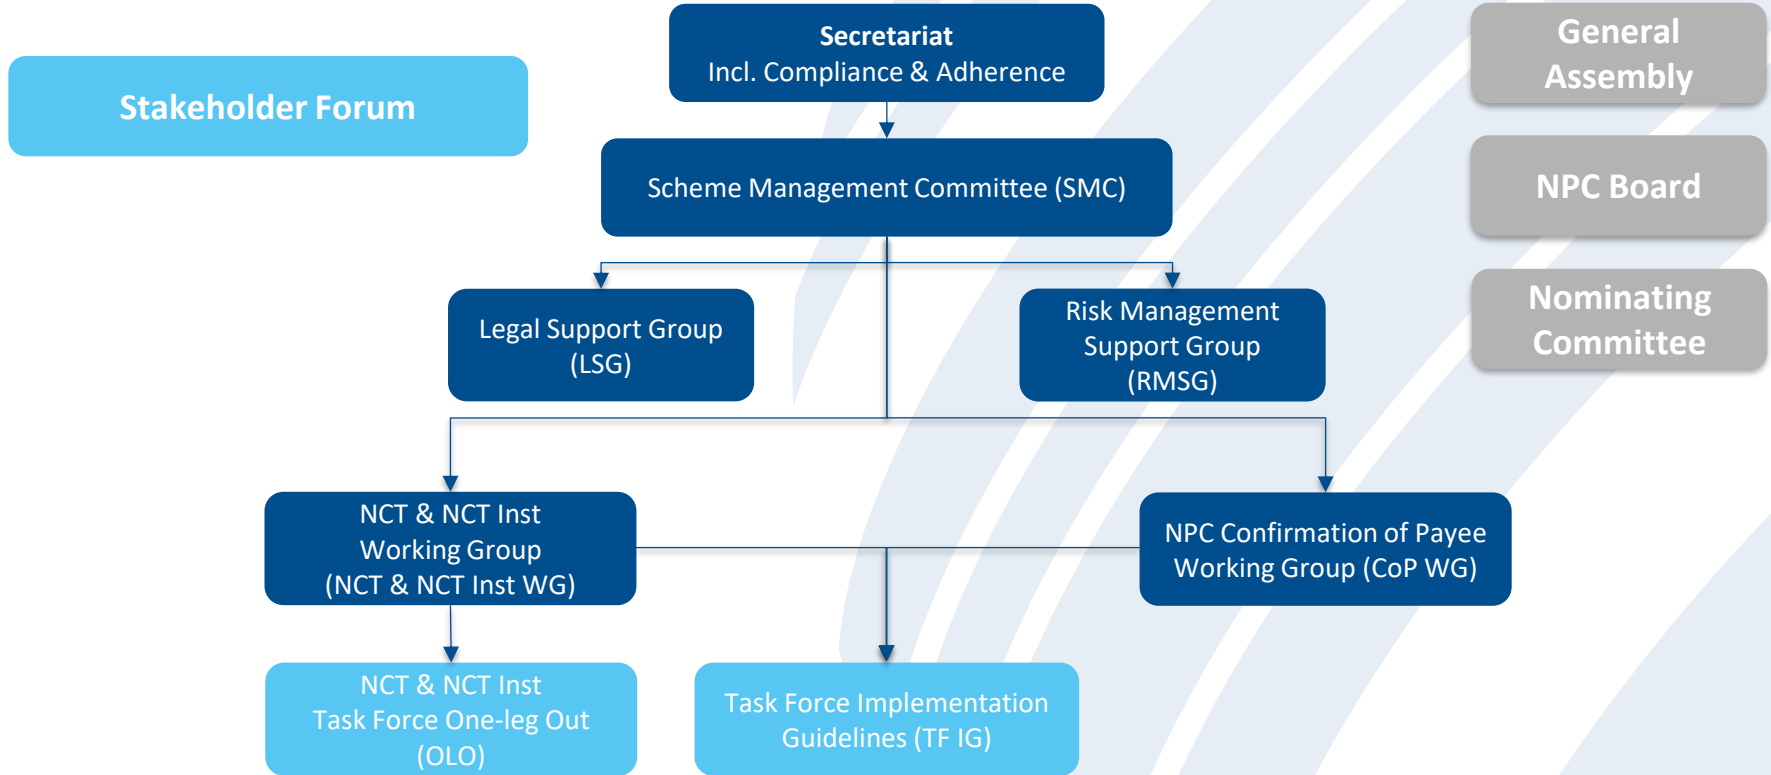 Secretariat
Incl. Compliance & Adherence
General
Assembly
Stakeholder Forum
Scheme Management Committee (SMC)
NPC Board
Legal Support Group
(LSG)
Risk Management
Support Group
(RMSG)
Nominating
Committee
NCT & NCT Inst
Working Group
(NCT & NCT Inst WG)
NPC Confirmation of Payee
Working Group (CoP WG)
NCT & NCT Inst
Task Force One-leg Out
(OLO)
Task Force Implementation
Guidelines (TF IG)